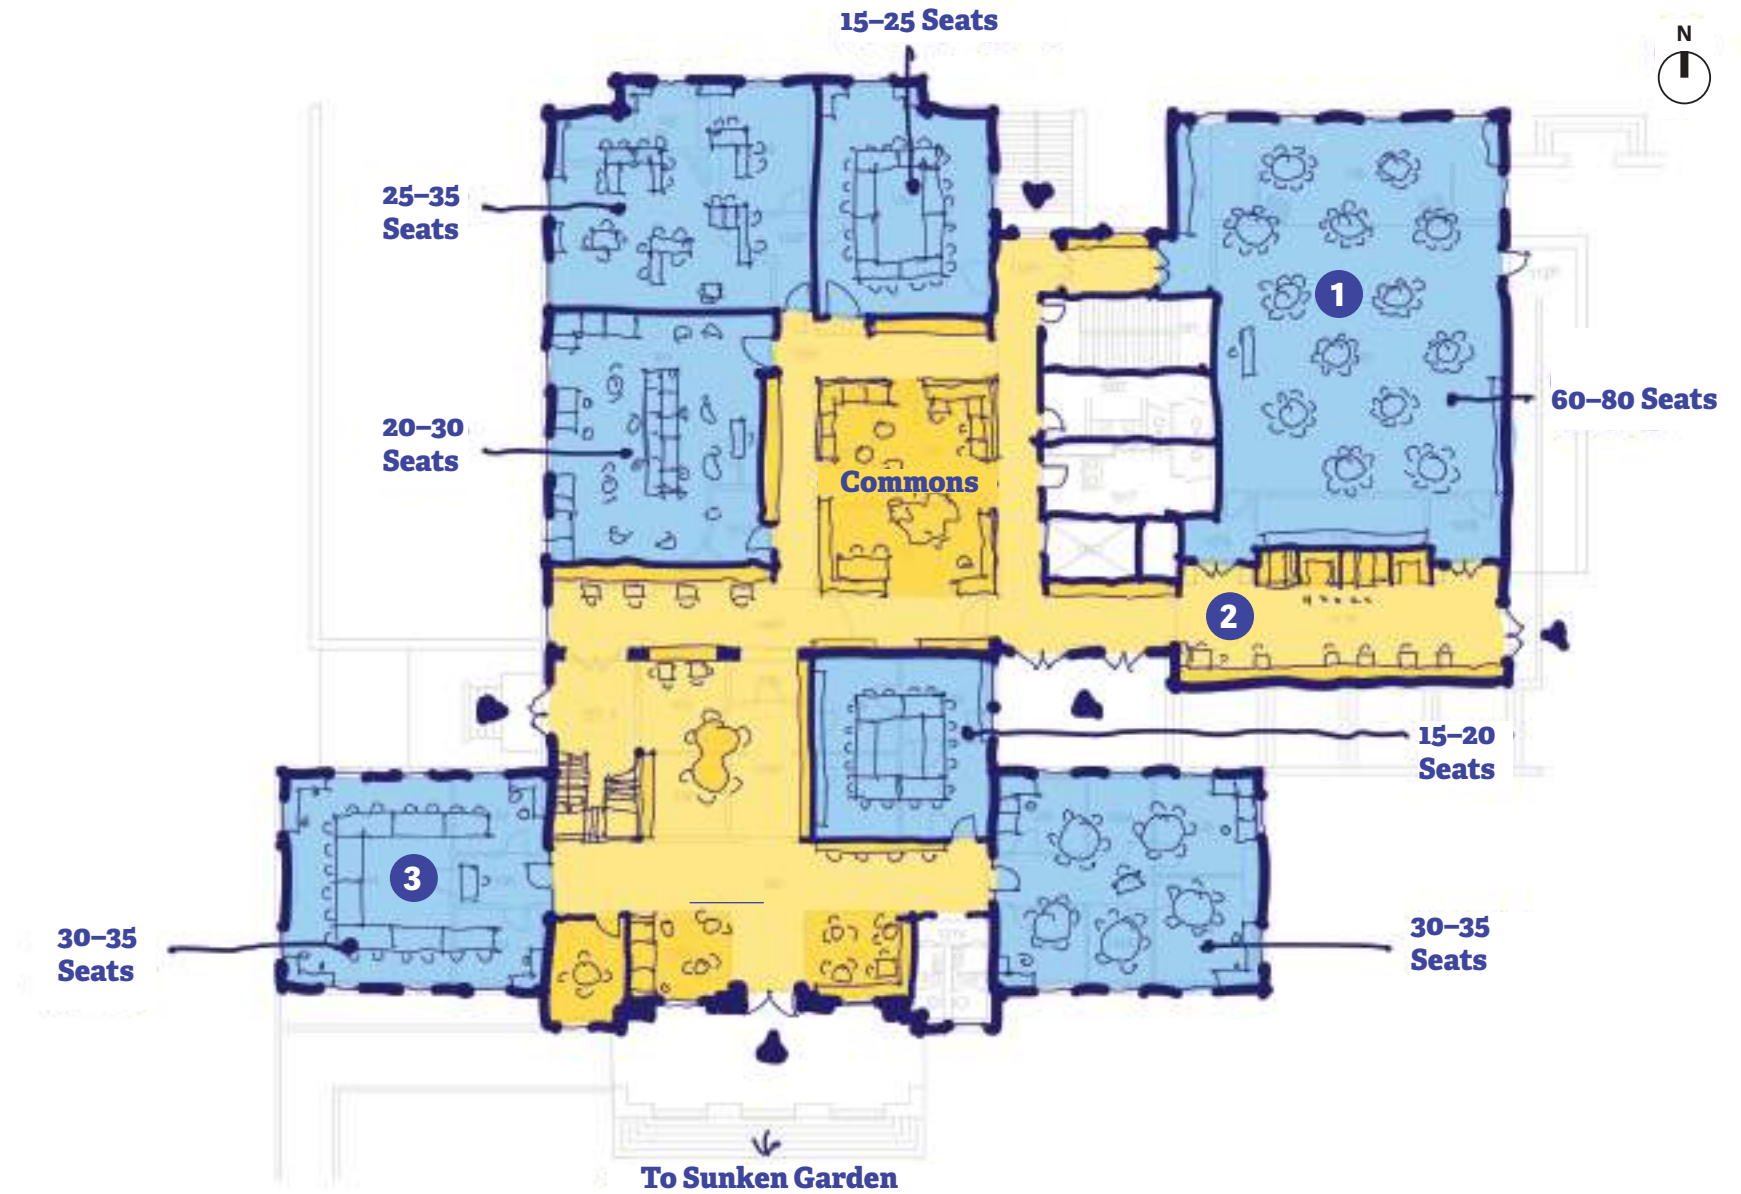 15–25 Seats
N
25–35
Seats
1
20–30
Seats
60–80 Seats
Commons
2
15–20
Seats
3
30–35
Seats
30–35
Seats
To Sunken Garden